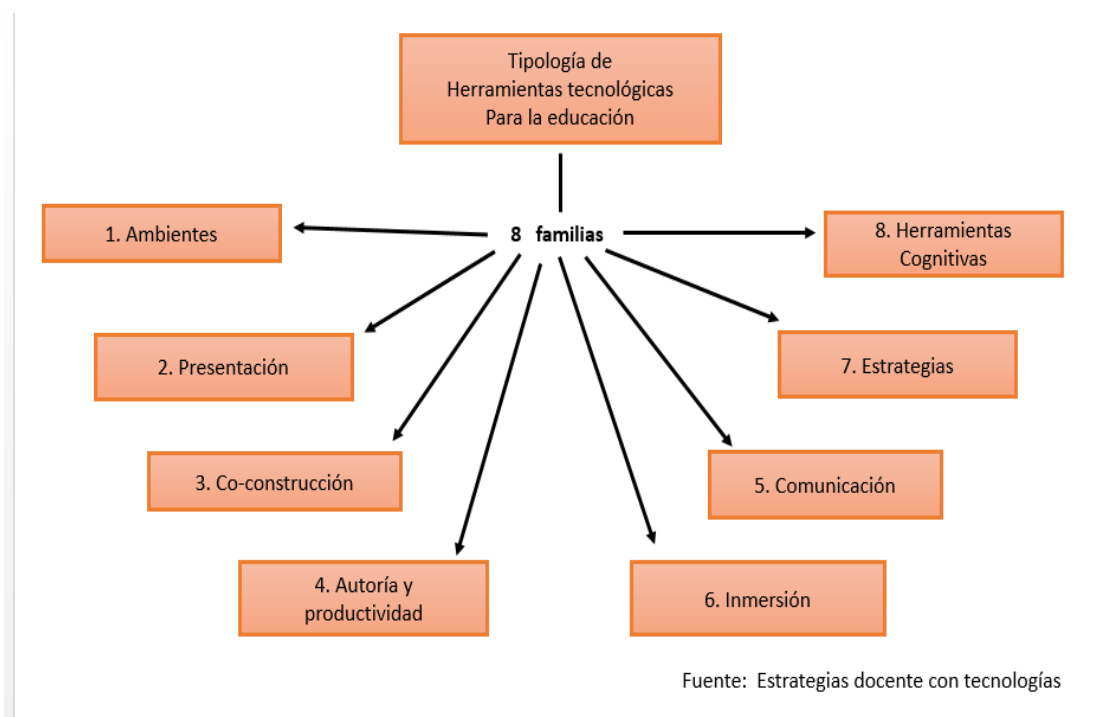 Tipología de
Herramientas tecnológicas
Para la educación
8 familias
1. Ambientes
2. Presentación
3. Co-construcción
4. Autoría y
productividad
5. Comunicación
6. Inmersión
7. Estrategias
8. Herramientas
Cognitivas
Fuente: Estrategias docente con tecnologías